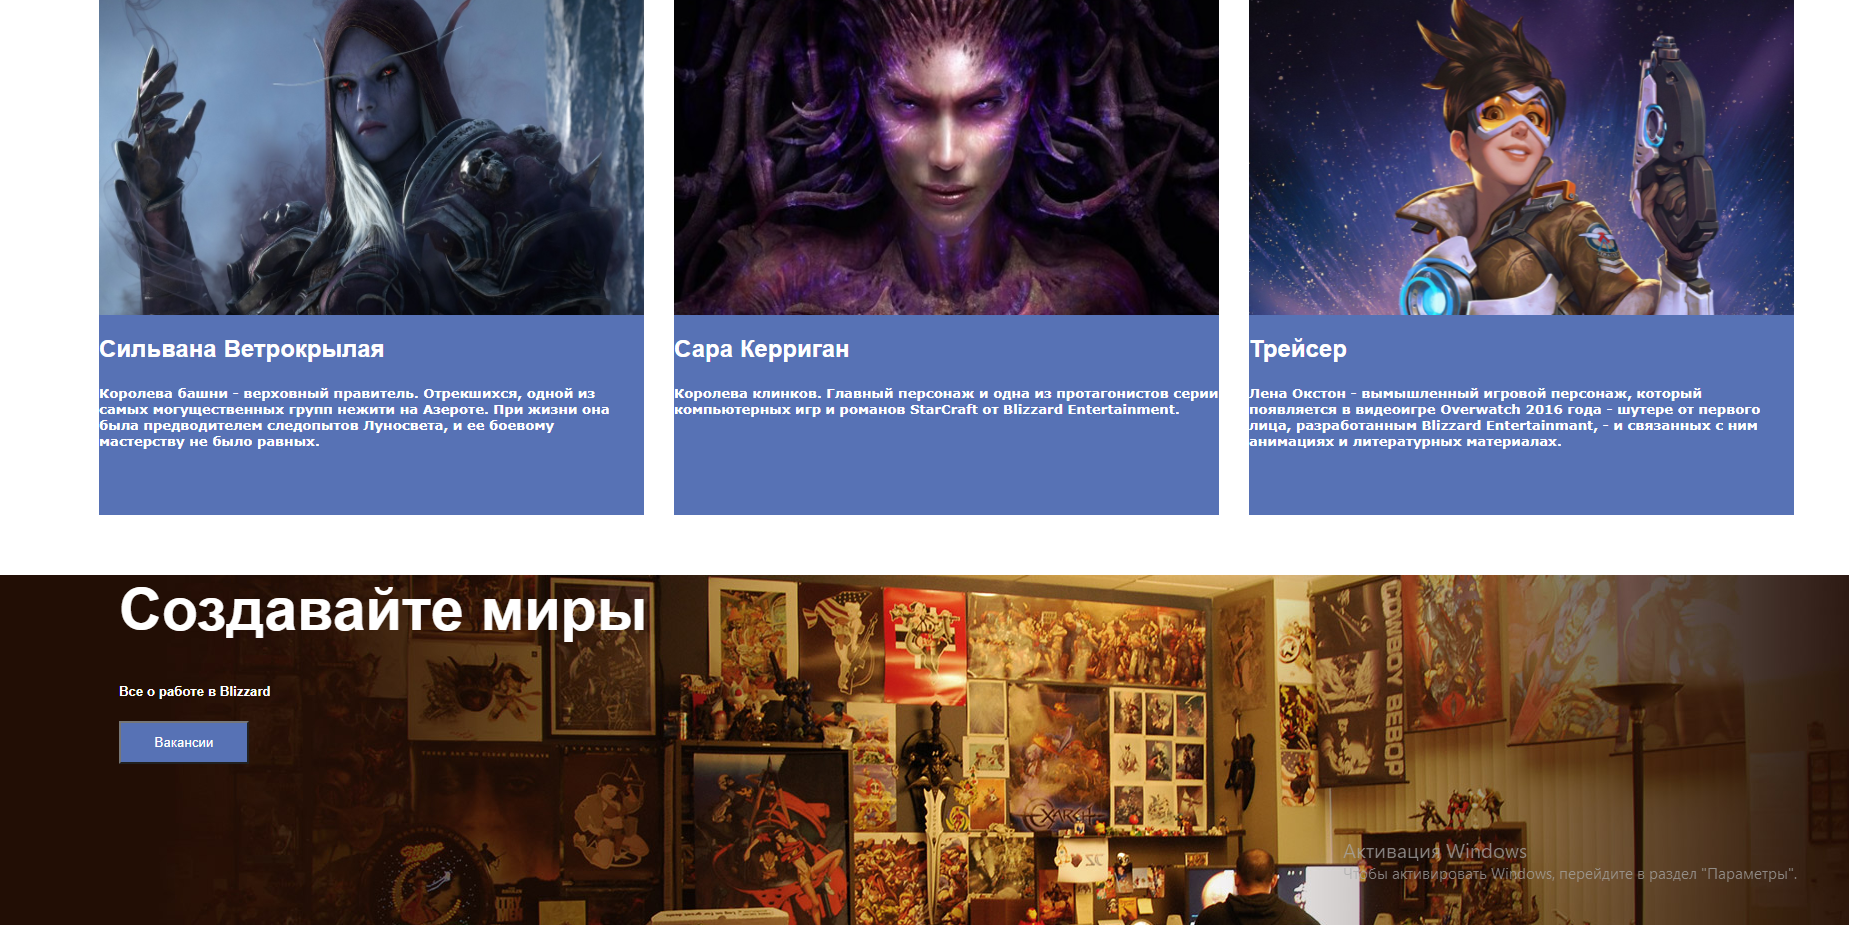 Сильвана Ветрокрылая
Королева башни - верховный правитель. Отрекшихся, одной из
самых могущественных групп нежити на Азероте. При жизни она
была предводителем следопытов Луносвета, и ее боевому
мастерству не было равных.
Сара Керриган
Королева клинков. Главный персонаж и одна из протагонистов серии
компьютерных игр и романов StarCraft от Blizzard Entertainment.
Трейсер
Лена Окстон - вымышленный игровой персонаж, который
появляется в видеоигре Overwatch 2016 года - шутере от первого
лица, разработанным Blizzard Entertainmant, - и связанных с ним
анимациях и литературных материалах.
Создавайте миры
Все о работе в Blizzard
Вакансии
COWBOY BEBOP
EXARCH
SC
Активация Windows
Чтобы активировать Windows, перейдите в раздел "Параметры".